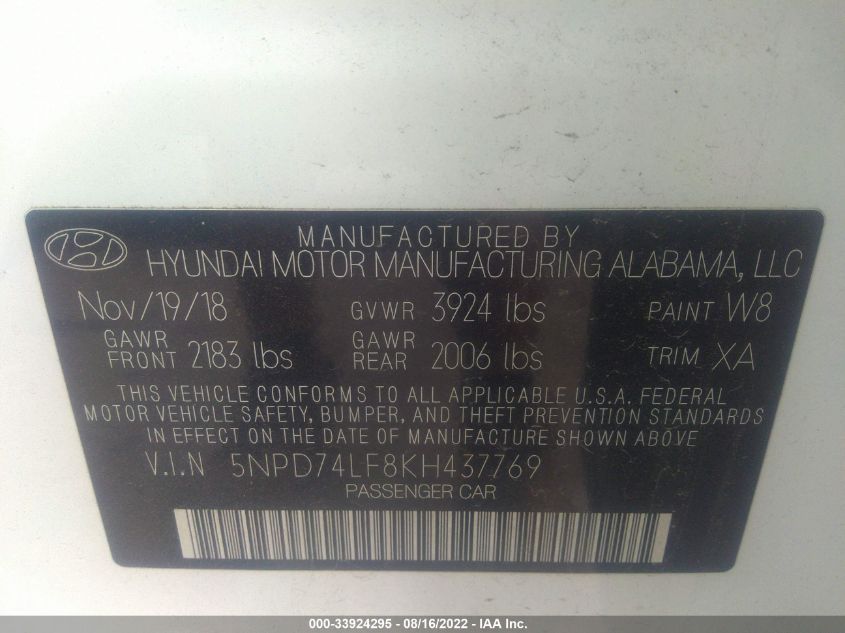 MANUFACTURED BY
HYUNDAI MOTOR MANUFACTURING ALABAMA, LLC
Nov/19/18 GVWR 3924 lbs PAINT W8
GAWR FRONT 2183 lbs GAWR REAR 2006 lbs TRIM XA
THIS VEHICLE CONFORMS TO ALL APPLICABLE U.S.A. FEDERAL
MOTOR VEHICLE SAFETY, BUMPER, AND THEFT PREVENTION STANDARDS
IN EFFECT ON THE DATE OF MANUFACTURE SHOWN ABOVE.
V.I.N 5NPD74LF8KH437769
PASSENGER CAR
000-33924295 - 08/16/2022 - IAA Inc.